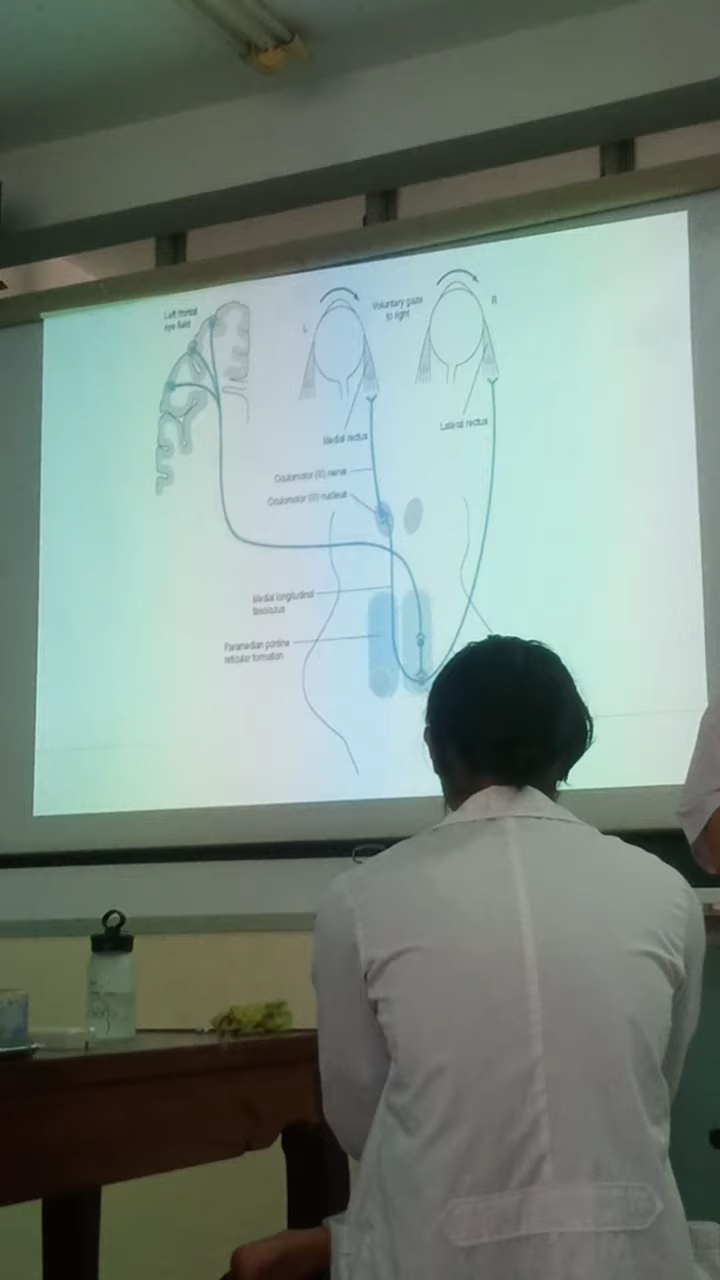 Left frontal
eye field
L
Voluntary gaze
to right
R
Medial rectus
Lateral rectus
Oculomotor (III) nerve
Oculomotor (III) nucleus
Medial longitudinal
fasciculus
Paramedian pontine
reticular formation